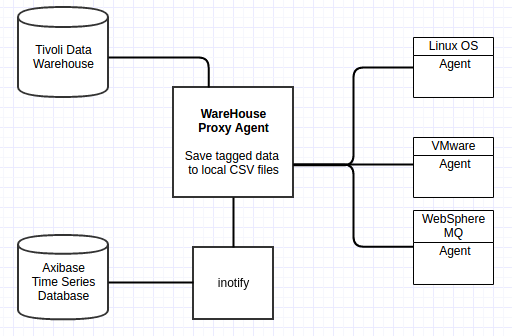 Tivoli Data
Warehouse
WareHouse
Proxy Agent
Save tagged data
to local CSV files
Linux OS
Agent
VMware
Agent
WebSphere
MQ
Agent
Axibase
Time Series
Database
inotify